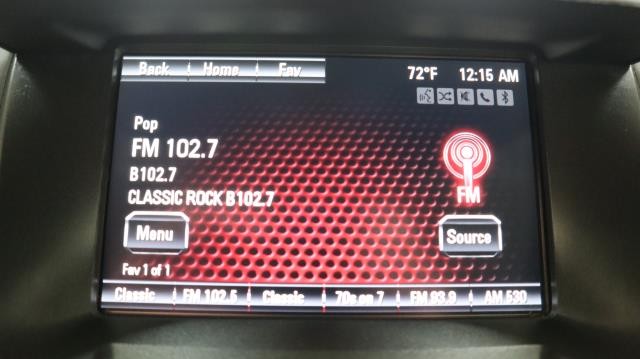 Back Home Fav 72°F 12:15 AM
Pop
FM 102.7
B102.7
CLASSIC ROCK B102.7
FM
Menu Source
Fav 1 of 1
Classic FM 102.5 Classic 70s on 7 FM 93.9 AM 530